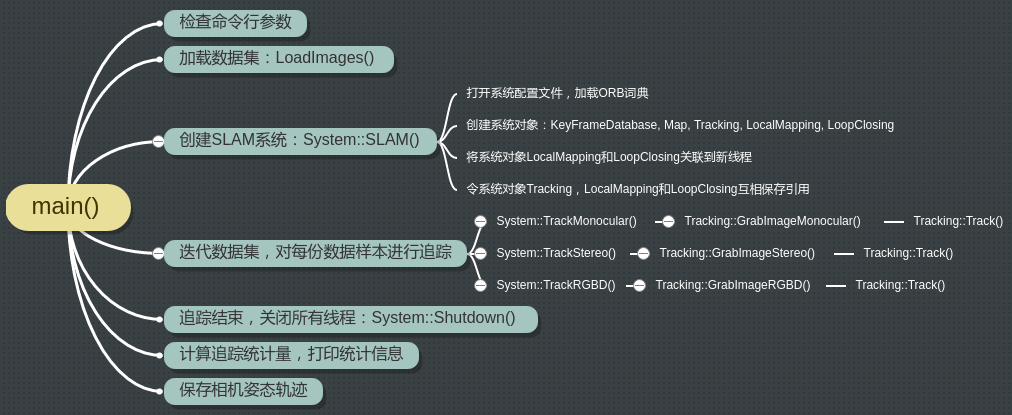 检查命令行参数
加载数据集：LoadImages()
打开系统配置文件，加载ORB词典
创建系统对象：KeyFrameDatabase, Map, Tracking, LocalMapping, LoopClosing
创建SLAM系统：System::SLAM()
将系统对象LocalMapping和LoopClosing关联到新线程
令系统对象Tracking，LocalMapping和LoopClosing互相保存引用
main()
System::TrackMonocular() Tracking::GrabImageMonocular() Tracking::Track()
迭代数据集，对每份数据样本进行追踪 System::TrackStereo() Tracking::GrabImageStereo() Tracking::Track()
System::TrackRGBD() Tracking::GrabImageRGBD() Tracking::Track()
追踪结束，关闭所有线程：System::Shutdown()
计算追踪统计量，打印统计信息
保存相机姿态轨迹